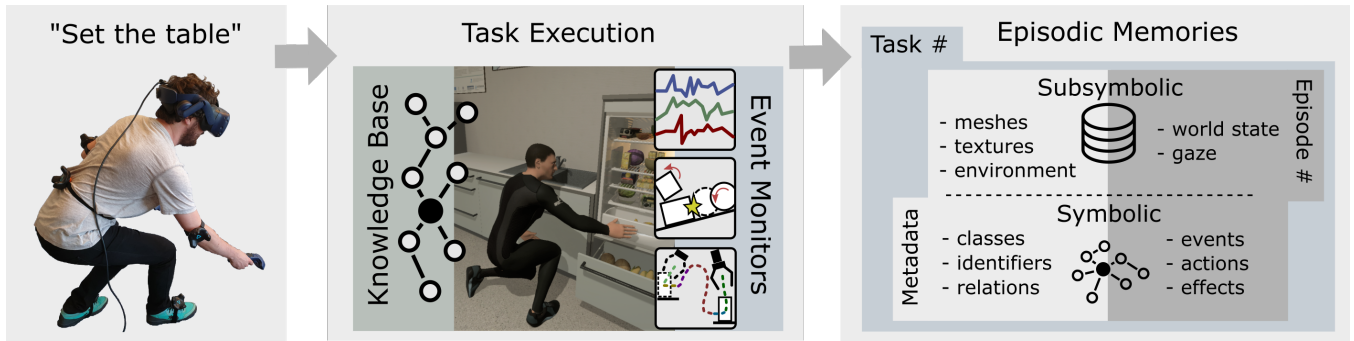 "Set the table"
Task Execution
Knowledge Base
Event Monitors
Episodic Memories
Task #
Episode #
Subsymbolic
- meshes
- textures
- environment
- world state
- gaze
Metadata
Symbolic
- classes
- identifiers
- relations
- events
- actions
- effects